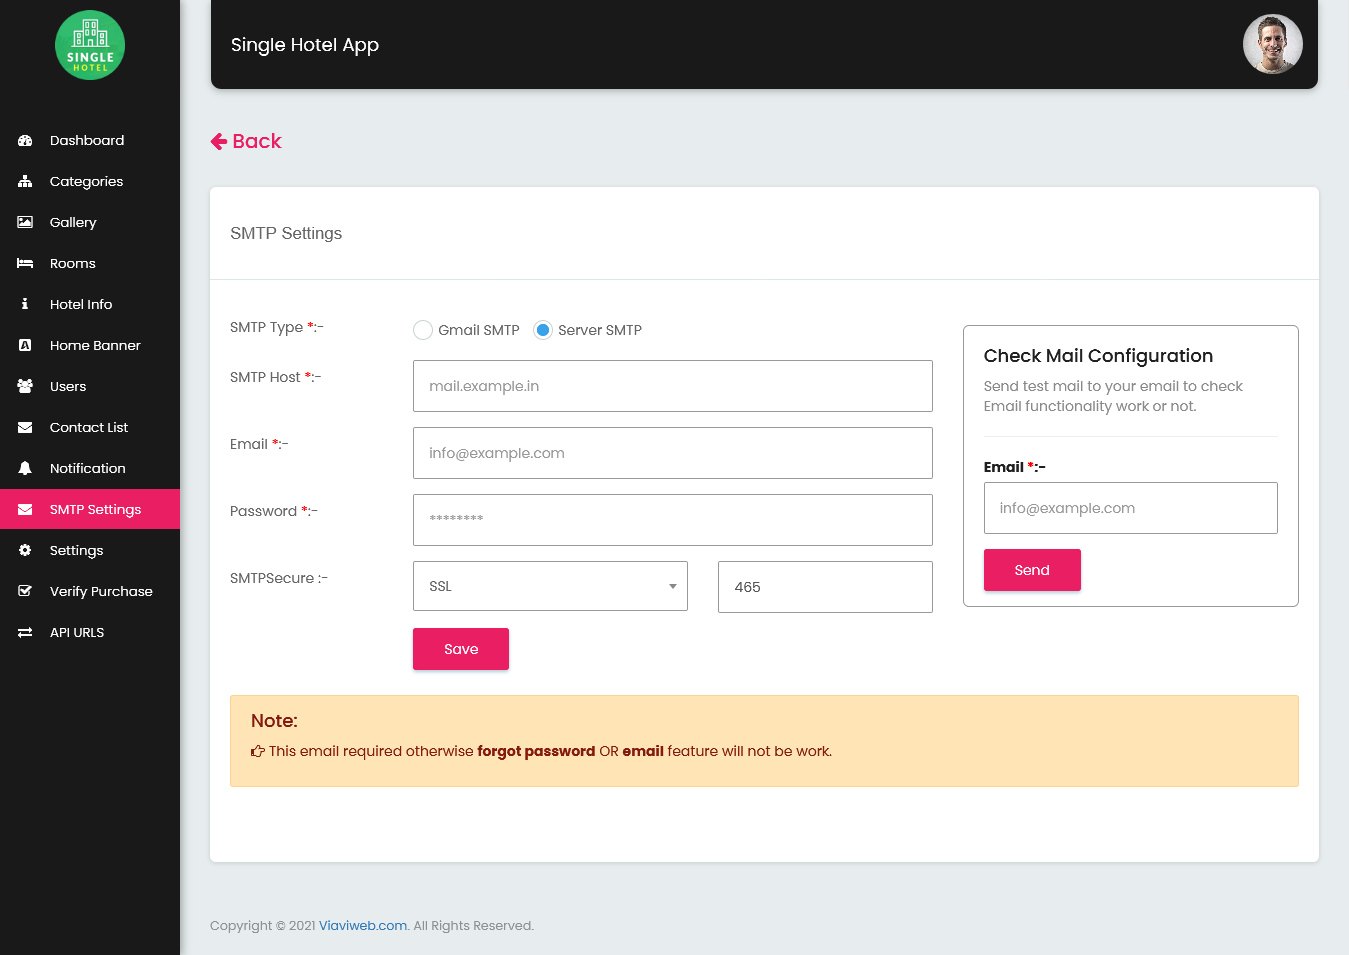 SINGLE
HOTEL
Single Hotel App
Dashboard
Categories
Gallery
Rooms
Hotel Info
Home Banner
Users
Contact List
Notification
SMTP Settings
Settings
Verify Purchase
API URLS
Back
SMTP Settings
SMTP Type *:-
Gmail SMTP
Server SMTP
SMTP Host *:-
mail.example.in
Email *:-
info@example.com
Password *:-
********
SMTPSecure :-
SSL
465
Save
Check Mail Configuration
Send test mail to your email to check
Email functionality work or not.
Email *:-
info@example.com
Send
Note:
This email required otherwise forgot password OR email feature will not be work.
Copyright © 2021 Viaviweb.com. All Rights Reserved.